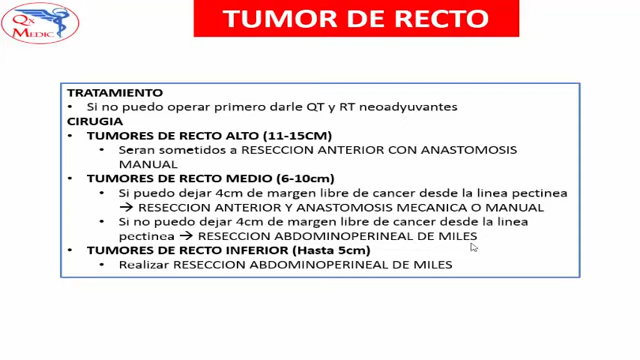 Qx
MEDIC
TUMOR DE RECTO
TRATAMIENTO
• Si no puedo operar primero darle QT y RT neoadyuvantes
CIRUGIA
• TUMORES DE RECTO ALTO (11-15CM)
• Seran sometidos a RESECCION ANTERIOR CON ANASTOMOSIS
MANUAL
• TUMORES DE RECTO MEDIO (6-10cm)
• Si puedo dejar 4cm de margen libre de cancer desde la linea pectinea
→ RESECCION ANTERIOR Y ANASTOMOSIS MECANICA O MANUAL
• Si no puedo dejar 4cm de margen libre de cancer desde la linea
pectinea → RESECCION ABDOMINOPERINEAL DE MILES
• TUMORES DE RECTO INFERIOR (Hasta 5cm)
• Realizar RESECCION ABDOMINOPERINEAL DE MILES